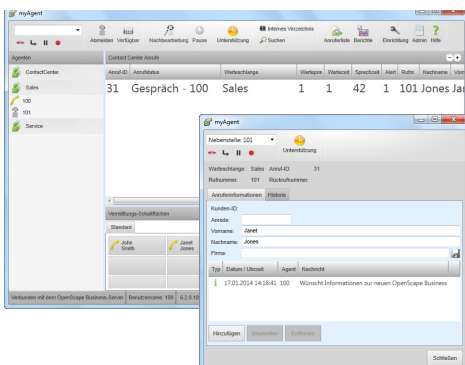 myAgent
Abmelden Verfügbar Nachbearbeitung Pause Unterstützung Internes Verzeichnis Suchen Anruferliste Berichte Einrichtung Admin Hilfe
Agenten
Contact Center Anrufe
ContactCenter
Sales
100
101
Service
Anruf-ID Anrufstatus Warteschlange Wartepos Wartezeit Sprechzeit Alert Rufnr. Nachname Vorn
31 Gespräch - 100 Sales 1 1 42 1 101 Jones Jan
Vermittlungs-Schaltflächen
Standard
John Smith
Janet Jones
Verbunden mit dem OpenScape Business-Server Benutzername: 100
myAgent
Nebenstelle: 101
Unterstützung
Warteschlange: Sales Anruf-ID 31
Rufnummer: 101 Rückrufnummer:
Anruferinformationen Historie
Kunden-ID:
Anrede:
Vorname: Janet
Nachname: Jones
Firma:
Typ Datum / Uhrzeit Agent Nachricht
17.01.2014 14:18:41 100 Wünscht Informationen zur neuen OpenScape Business
Hinzufügen Bearbeiten Entfernen
Schließen